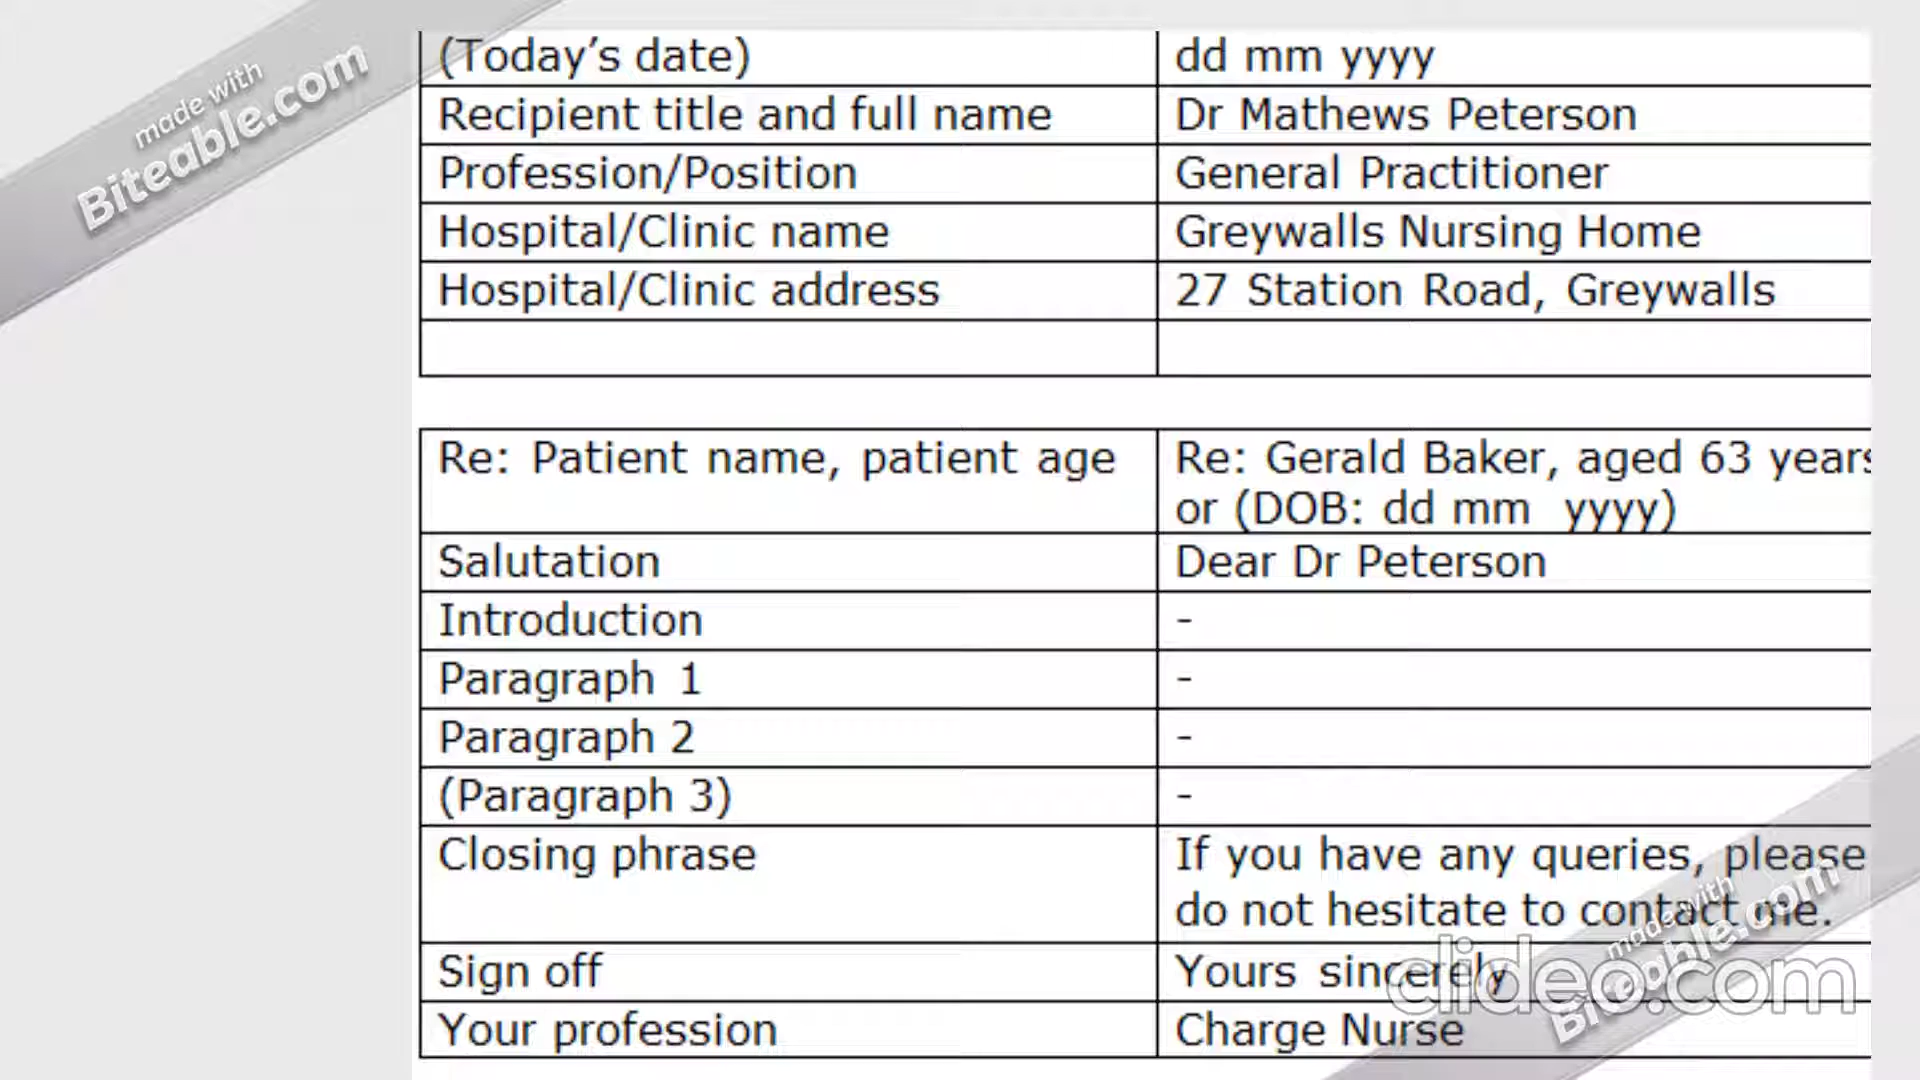 made with
Biteable.com
(Today's date) dd mm yyyy
Recipient title and full name Dr Mathews Peterson
Profession/Position General Practitioner
Hospital/Clinic name Greywalls Nursing Home
Hospital/Clinic address 27 Station Road, Greywalls
Re: Patient name, patient age Re: Gerald Baker, aged 63 years
or (DOB: dd mm yyyy)
Salutation Dear Dr Peterson
Introduction -
Paragraph 1 -
Paragraph 2 -
(Paragraph 3) -
Closing phrase If you have any queries, please
do not hesitate to contact me.
Sign off Yours sincerely
Your profession Charge Nurse
made with
Biteable.com
clideo.com